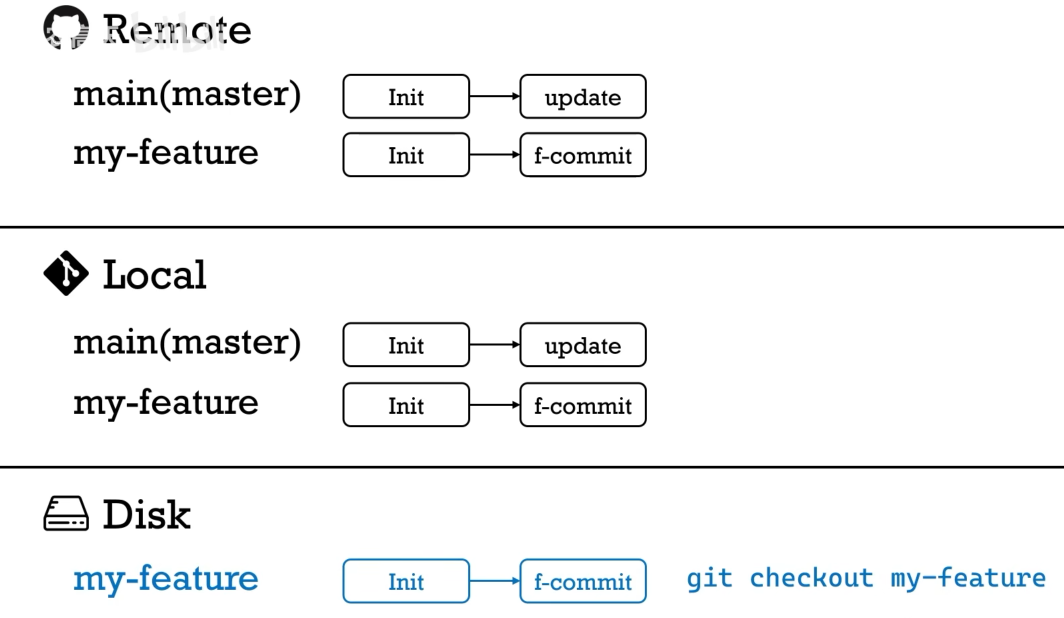 Remote
main(master) Init update
my-feature Init f-commit
Local
main(master) Init update
my-feature Init f-commit
Disk
my-feature Init f-commit git checkout my-feature